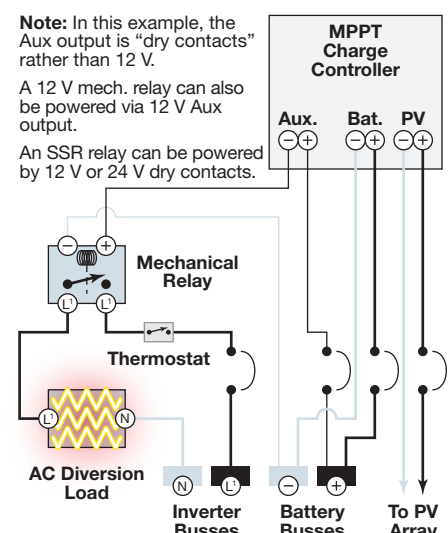 Note: In this example, the
Aux output is “dry contacts”
rather than 12 V.
A 12 V mech. relay can also
be powered via 12 V Aux
output.
An SSR relay can be powered
by 12 V or 24 V dry contacts.
MPPT
Charge
Controller
Aux. Bat. PV
− + − + − +
− +
Mechanical
Relay
L¹ L¹
Thermostat
L¹ N
AC Diversion
Load
N L¹ − +
Inverter
Busses
Battery
Busses
To PV
Array